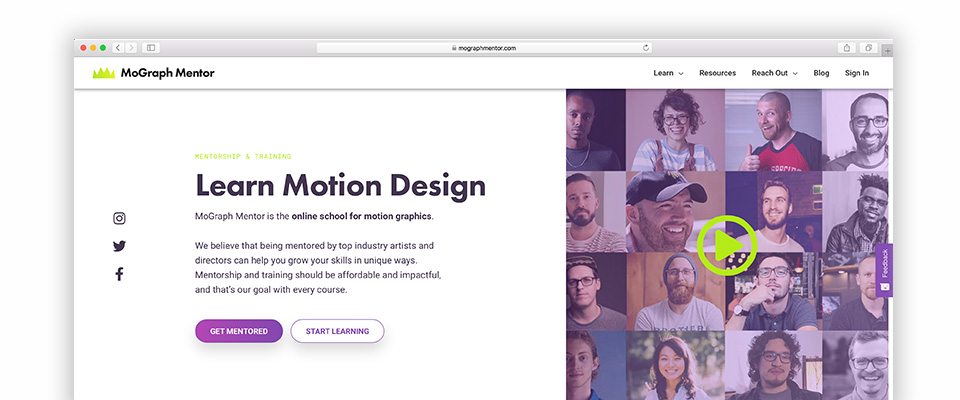 mographmentor.com
MoGraph Mentor
Learn Resources Reach Out Blog Sign In
MENTORSHIP & TRAINING
Learn Motion Design
MoGraph Mentor is the online school for motion graphics.
We believe that being mentored by top industry artists and
directors can help you grow your skills in unique ways.
Mentorship and training should be affordable and impactful,
and that's our goal with every course.
GET MENTORED START LEARNING
Feedback